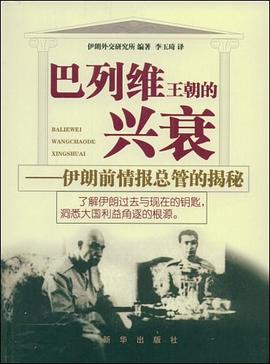 伊朗外交研究所 编著 李玉琦 译
巴列维王朝的
兴衰
BALIEWEI
WANGCHAODE
XINGSHUAI
——伊朗前情报总管的揭秘
了解伊朗过去与现在的钥匙，
洞悉大国利益角逐的根源。
新华出版社